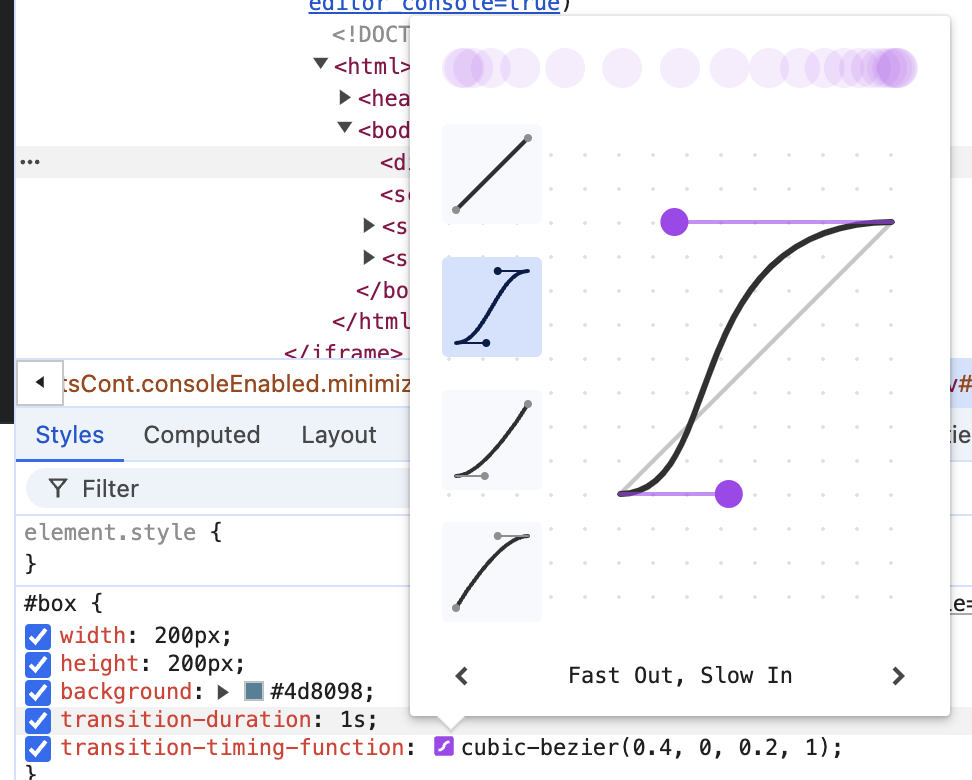 editor_console=true)
<!DOCT
<html>
<hea
<bod
<di
<sc
<s
<s
</bo
</html
</iframe>
tsCont.consoleEnabled.minimiz
v#
Styles Computed Layout
tie
Filter
element.style {
}
#box {
le=
width: 200px;
height: 200px;
background: #4d8098;
transition-duration: 1s;
transition-timing-function: cubic-bezier(0.4, 0, 0.2, 1);
}
Fast Out, Slow In